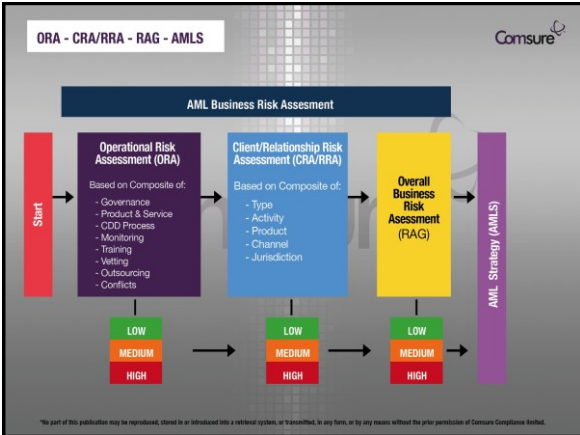 ORA - CRA/RRA - RAG - AMLS
Comsure
AML Business Risk Assesment
Start
Operational Risk
Assessment (ORA)
Based on Composite of:
- Governance
- Product & Service
- CDD Process
- Monitoring
- Training
- Vetting
- Outsourcing
- Conflicts
Client/Relationship Risk
Assessment (CRA/RRA)
Based on Composite of:
- Type
- Activity
- Product
- Channel
- Jurisdiction
Overall
Business
Risk
Assessment
(RAG)
AML Strategy (AMLS)
LOW
MEDIUM
HIGH
LOW
MEDIUM
HIGH
LOW
MEDIUM
HIGH
"No part of this publication may be reproduced, stored in or introduced into a retrieval system, or transmitted, in any form, or by any means without the prior permission of Comsure Compliance limited.